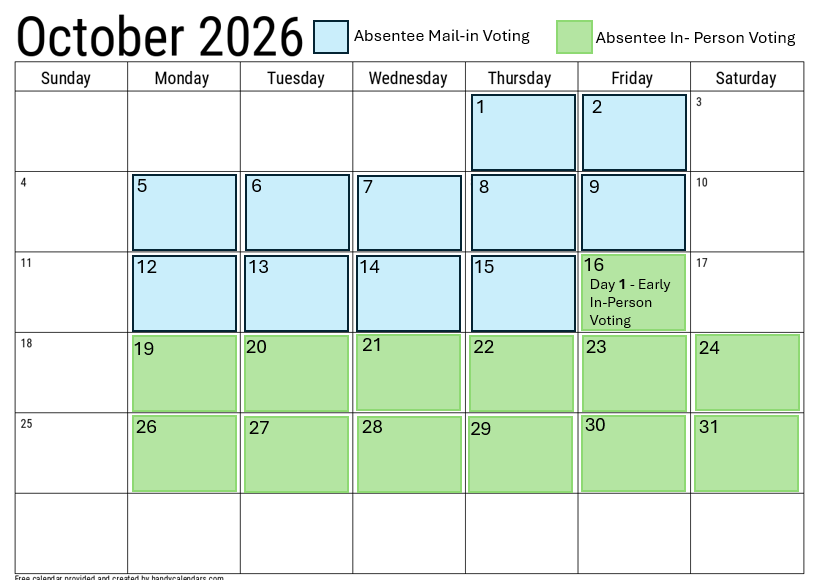 October 2026
Absentee Mail-in Voting
Absentee In- Person Voting
Sunday Monday Tuesday Wednesday Thursday Friday Saturday
1 2 3
4 5 6 7 8 9 10
11 12 13 14 15 16 17
Day 1 - Early
In-Person
Voting
18 19 20 21 22 23 24
25 26 27 28 29 30 31
Free calendar provided and created by handycalendars.com